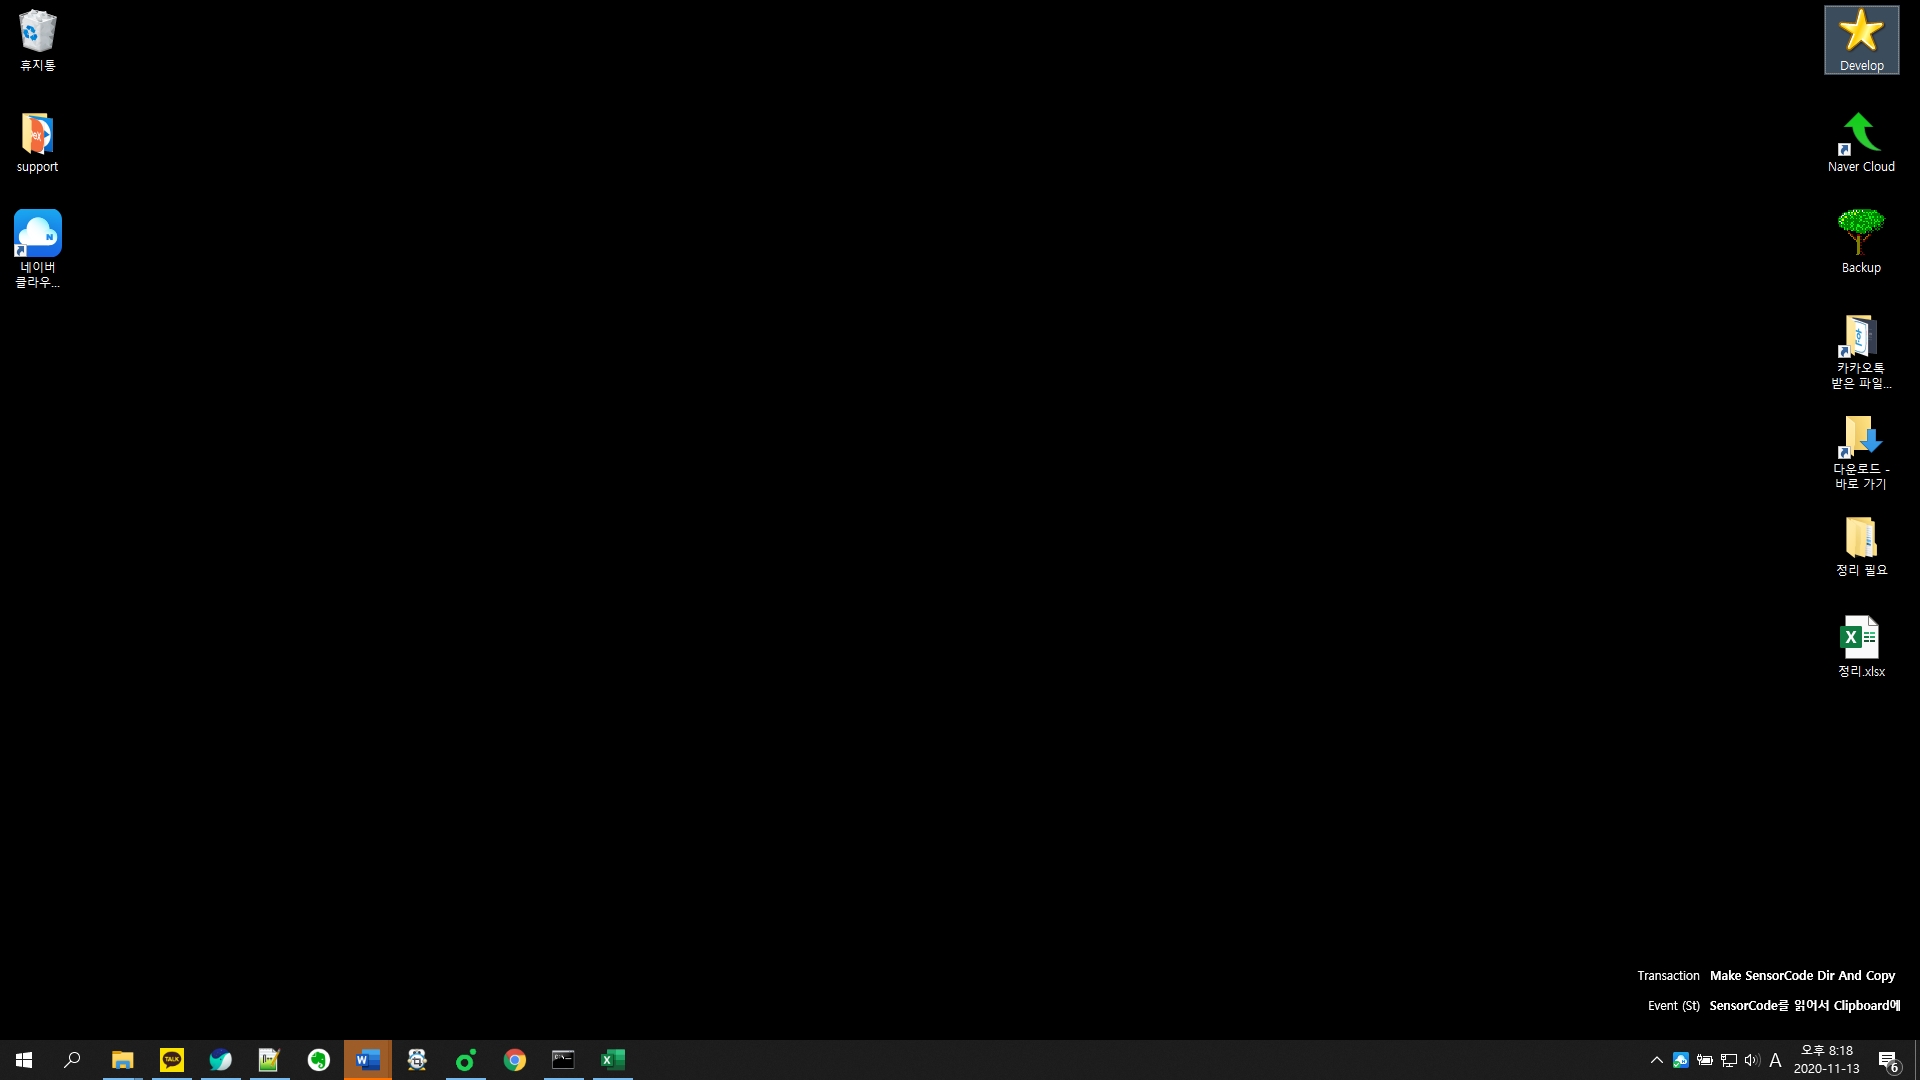 휴지통
support
네이버
클라우...
Develop
Naver Cloud
Backup
카카오톡
받은 파일...
다운로드 -
바로 가기
정리 필요
정리.xlsx
Transaction Make SensorCode Dir And Copy
Event (St) SensorCode를 읽어서 Clipboard에
TALK
A
오후 8:18
2020-11-13
6